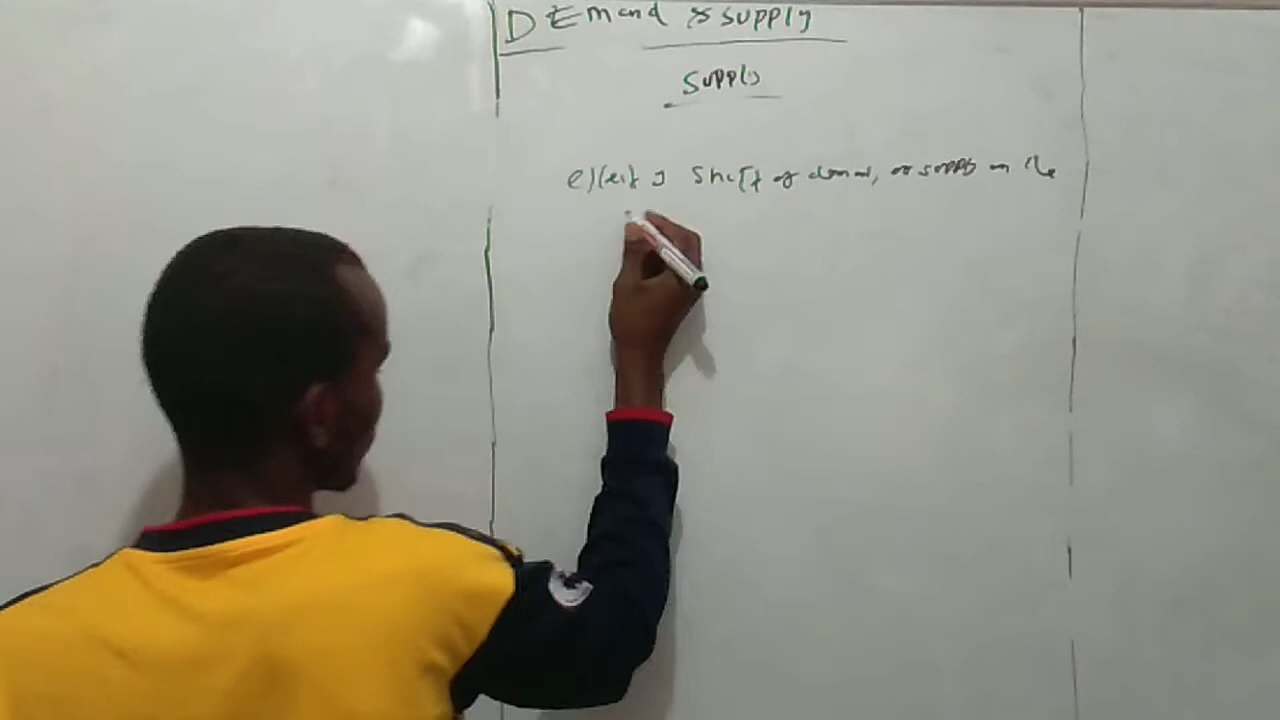 DEmand & supply
Supply
effect of Shift of demand, or supply on the